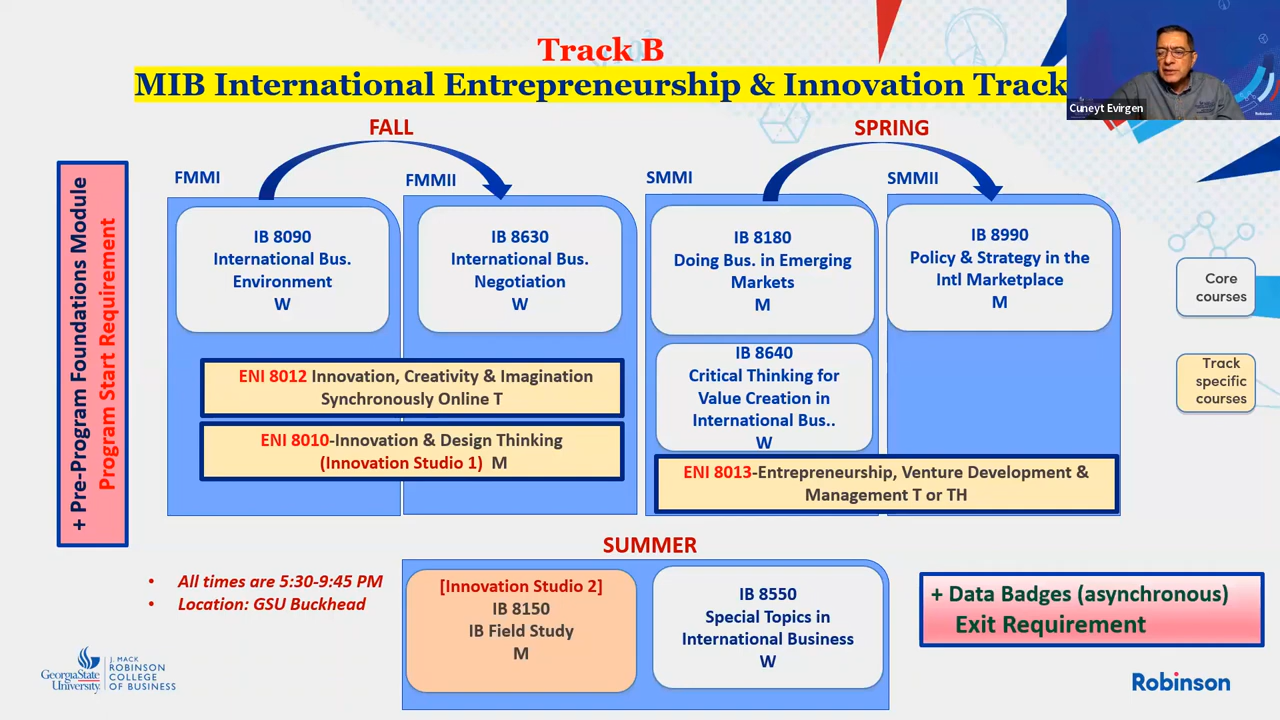 Track B
MIB International Entrepreneurship & Innovation Track
Cuneyt Evirgen
Robinson
FALL
SPRING
+ Pre-Program Foundations Module
Program Start Requirement
FMMI
FMMII
SMMI
SMMII
IB 8090
International Bus.
Environment
W
IB 8630
International Bus.
Negotiation
W
IB 8180
Doing Bus. in Emerging
Markets
M
IB 8990
Policy & Strategy in the
Intl Marketplace
M
Core
courses
Track
specific
courses
ENI 8012 Innovation, Creativity & Imagination
Synchronously Online T
ENI 8010-Innovation & Design Thinking
(Innovation Studio 1) M
IB 8640
Critical Thinking for
Value Creation in
International Bus..
W
ENI 8013-Entrepreneurship, Venture Development &
Management T or TH
SUMMER
• All times are 5:30-9:45 PM
• Location: GSU Buckhead
[Innovation Studio 2]
IB 8150
IB Field Study
M
IB 8550
Special Topics in
International Business
W
+ Data Badges (asynchronous)
Exit Requirement
GeorgiaState
University
J. MACK
ROBINSON
COLLEGE
OF BUSINESS
Robinson